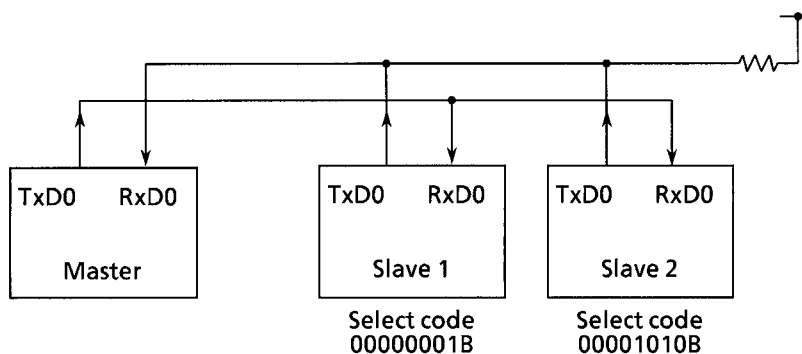 TxD0 RxD0 TxD0 RxD0 TxD0 RxD0
Master Slave 1 Slave 2
Select code Select code
00000001B 00001010B